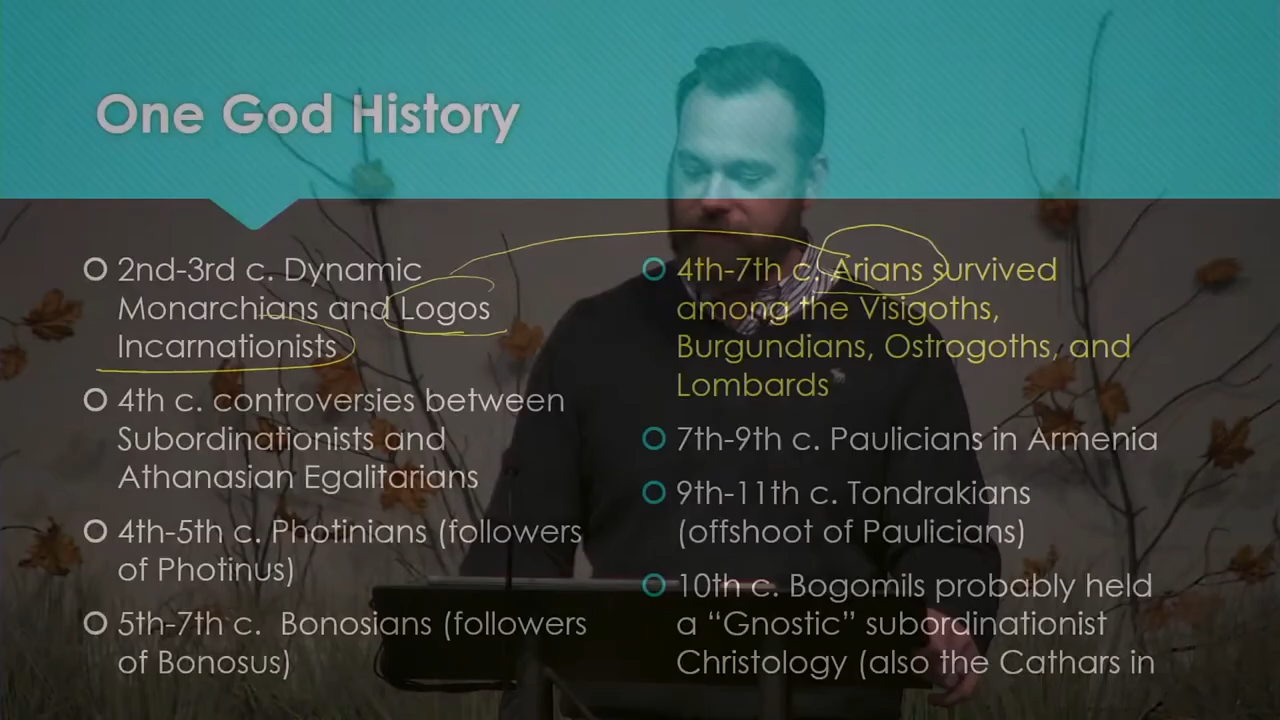 One God History
2nd-3rd c. Dynamic
Monarchians and Logos
Incarnationists
4th c. controversies between
Subordinationists and
Athanasian Egalitarians
4th-5th c. Photinians (followers
of Photinus)
5th-7th c. Bonosians (followers
of Bonosus)
4th-7th c. Arians survived
among the Visigoths,
Burgundians, Ostrogoths, and
Lombards
7th-9th c. Paulicians in Armenia
9th-11th c. Tondrakians
(offshoot of Paulicians)
10th c. Bogomils probably held
a “Gnostic” subordinationist
Christology (also the Cathars in